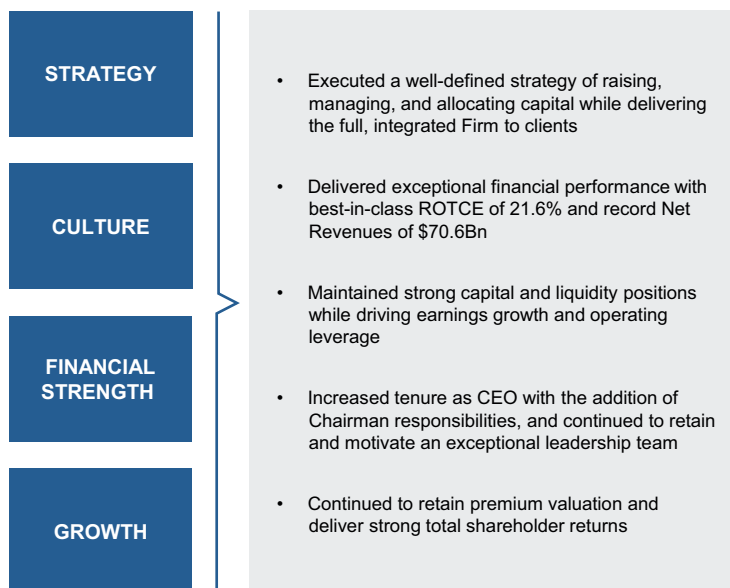 STRATEGY
CULTURE
FINANCIAL
STRENGTH
GROWTH
• Executed a well-defined strategy of raising,
managing, and allocating capital while delivering
the full, integrated Firm to clients
• Delivered exceptional financial performance with
best-in-class ROTCE of 21.6% and record Net
Revenues of $70.6Bn
• Maintained strong capital and liquidity positions
while driving earnings growth and operating
leverage
• Increased tenure as CEO with the addition of
Chairman responsibilities, and continued to retain
and motivate an exceptional leadership team
• Continued to retain premium valuation and
deliver strong total shareholder returns